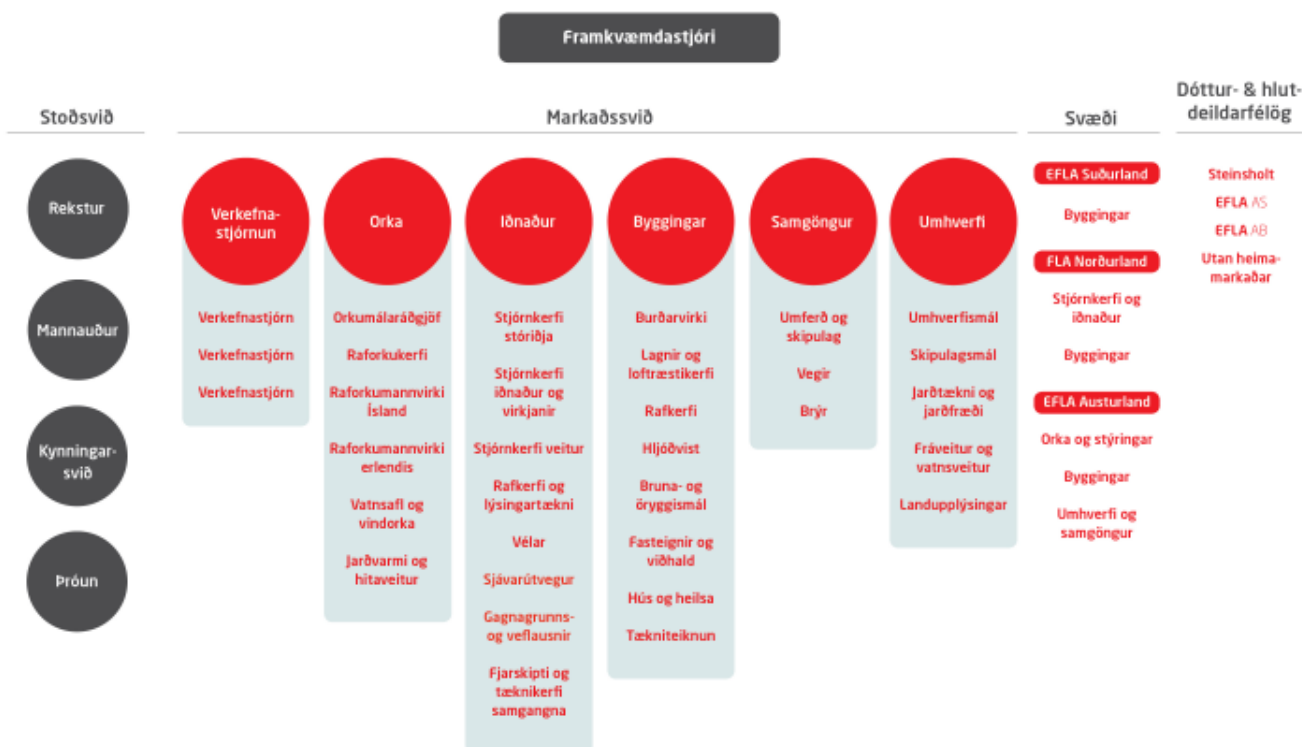 Framkvæmdastjóri
Stoðsvið
Markaðssvið
Svæði
Dóttur- & hlut-
deildarfélög
Rekstur
Mannauður
Kynningar-
svið
Þróun
Verkefna-
stjórnun
Verkefnastjórn
Verkefnastjórn
Verkefnastjórn
Orka
Orkumálaráðgjöf
Raforkukerfi
Raforkumannvirki
Ísland
Raforkumannvirki
erlendis
Vatnsafl og
vindorka
Jarðvarmi og
hitaveitur
Iðnaður
Stjórnkerfi
stóriðja
Stjórnkerfi
iðnaður og
virkjanir
Stjórnkerfi veitur
Rafkerfi og
lýsingartækni
Vélar
Sjávarútvegur
Gagnagrunns-
og veflausnir
Fjarskipti og
tæknikerfi
samgangna
Byggingar
Burðarvirki
Lagnir og
loftræstikerfi
Rafkerfi
Hljóðvist
Bruna- og
öryggismál
Fasteignir og
viðhald
Hús og heilsa
Tækniteiknun
Samgöngur
Umferð og
skipulag
Vegir
Brýr
Umhverfi
Umhverfismál
Skipulagsmál
Jarðtækni og
jarðfræði
Fráveitur og
vatnsveitur
Landupplýsingar
EFLA Suðurland
Byggingar
FLA Norðurland
Stjórnkerfi og
iðnaður
Byggingar
EFLA Austurland
Orka og stýringar
Byggingar
Umhverfi og
samgöngur
Steinsholt
EFLA AS
EFLA AB
Utan heima-
markaðar